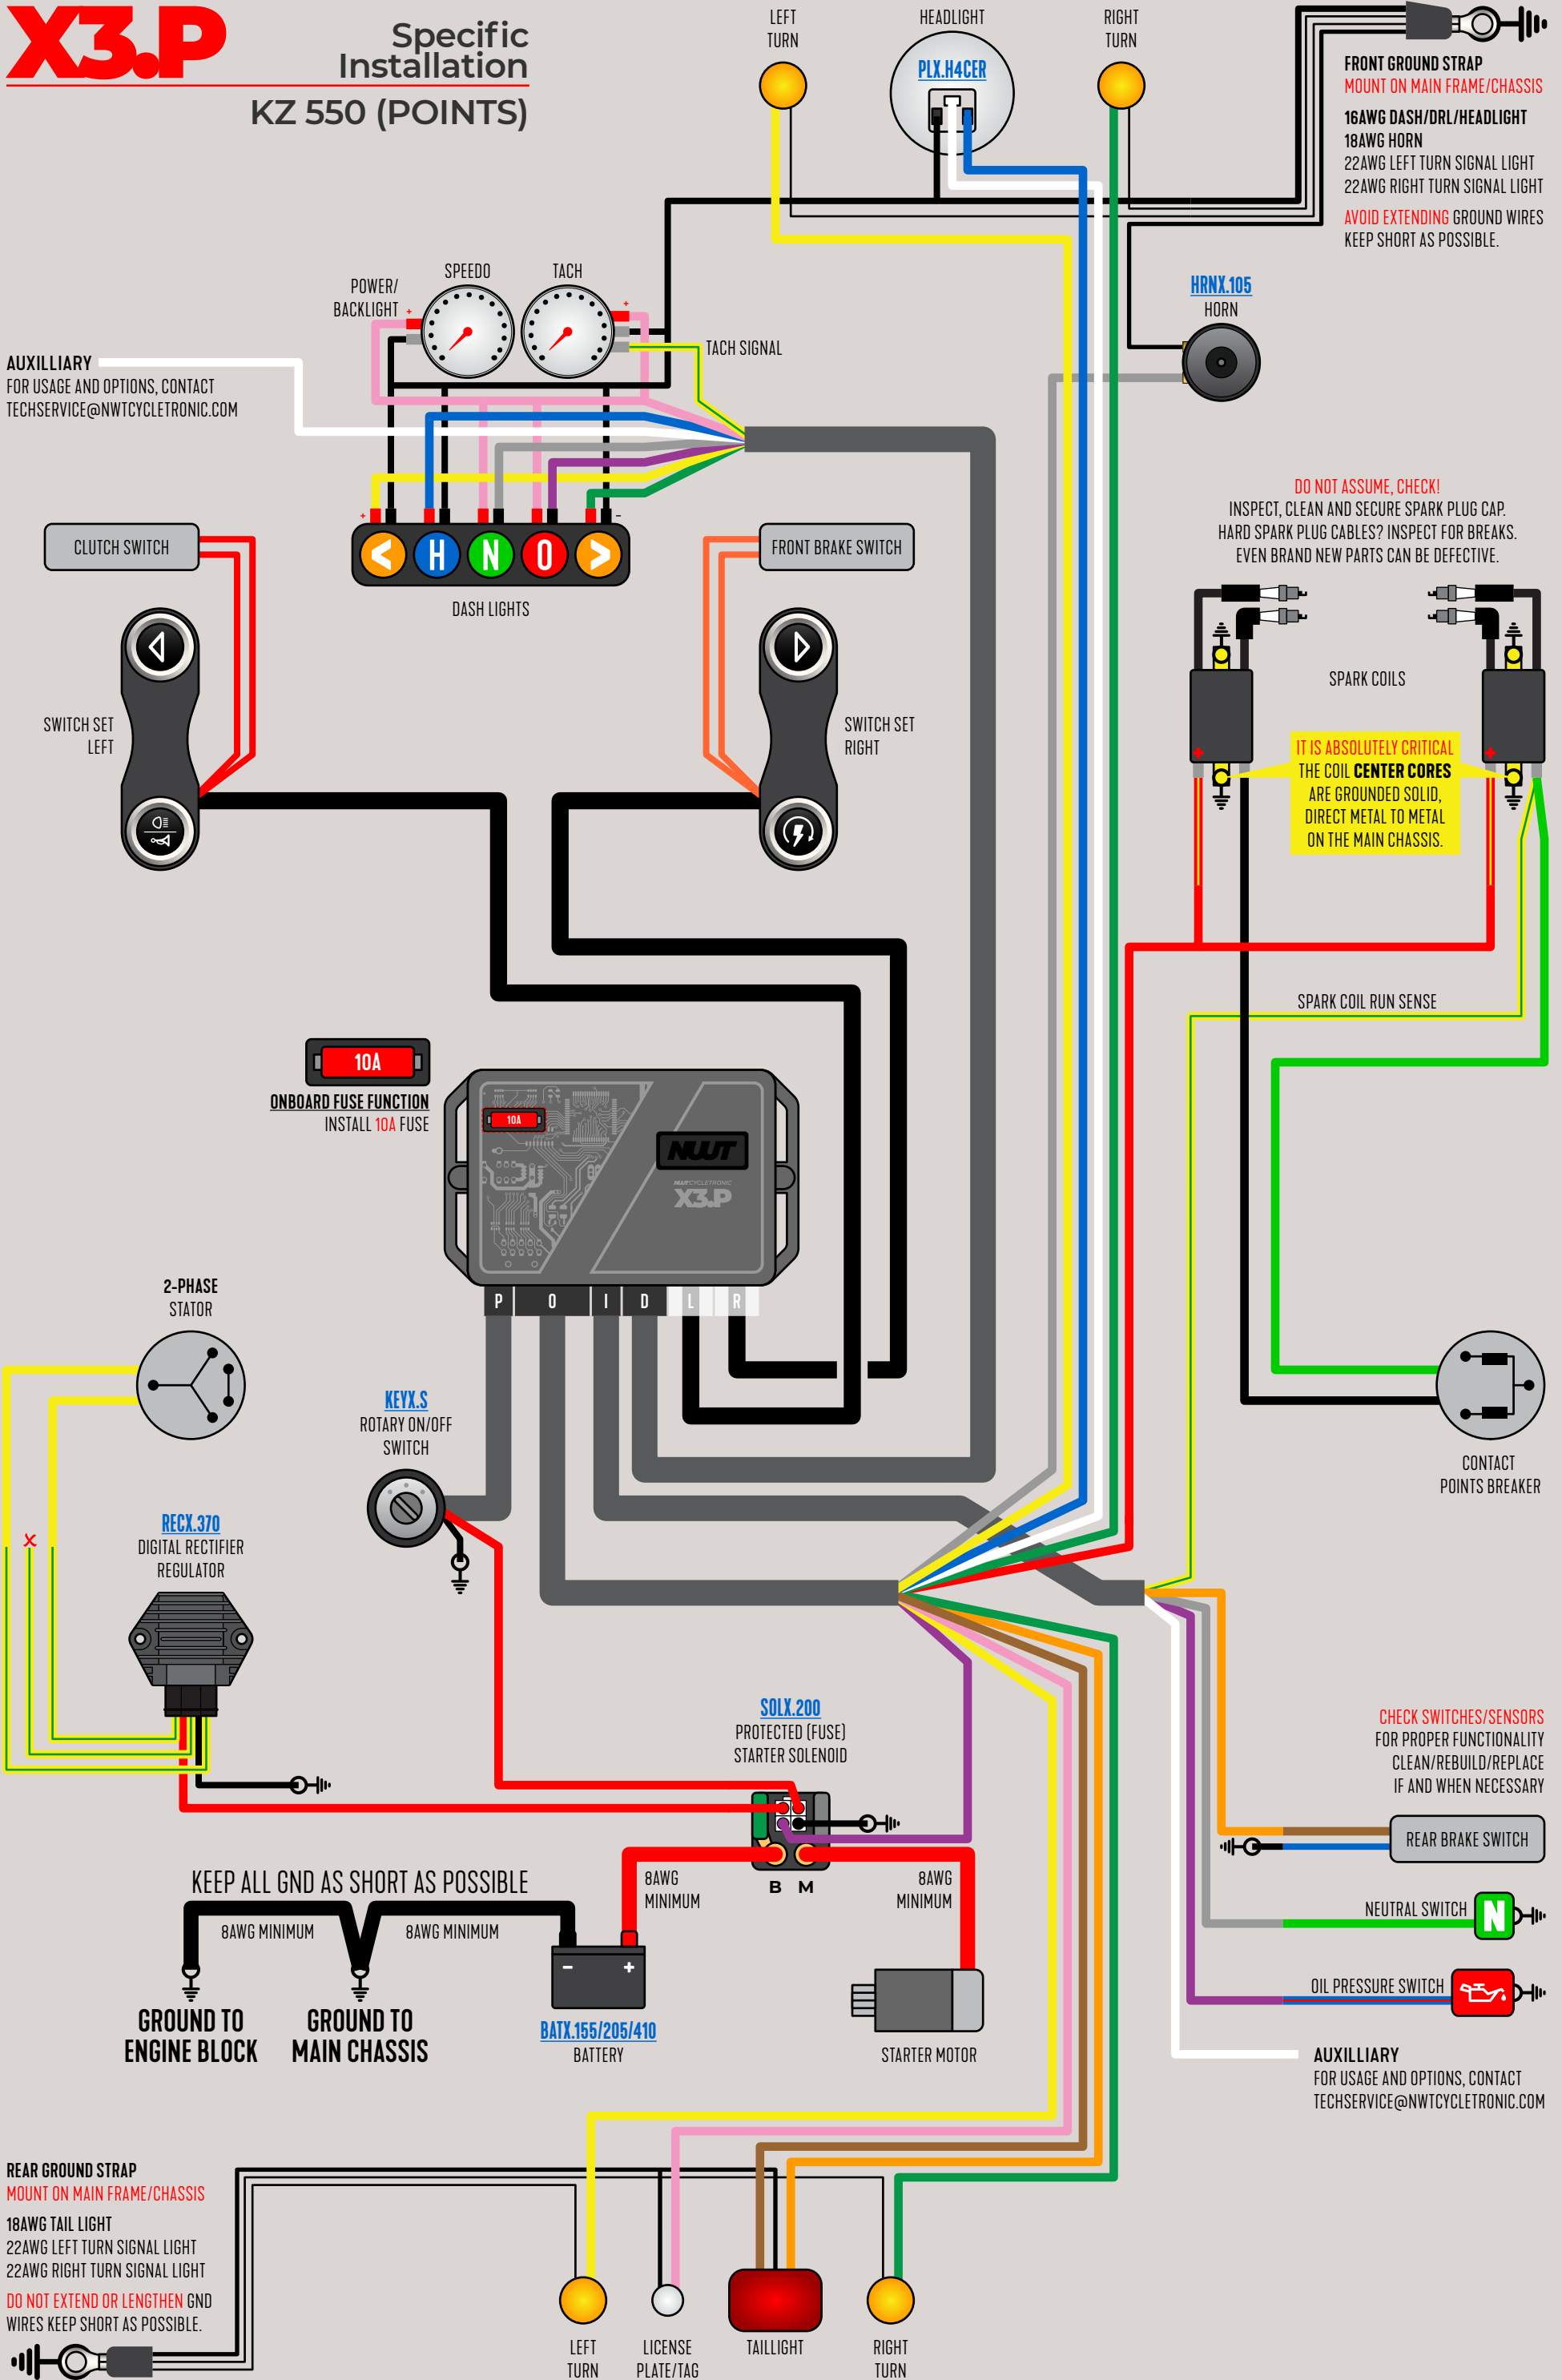 X3.P
Specific
Installation
KZ 550 (POINTS)
LEFT
TURN
HEADLIGHT
PLX.H4CER
RIGHT
TURN
FRONT GROUND STRAP
MOUNT ON MAIN FRAME/CHASSIS
16AWG DASH/DRL/HEADLIGHT
18AWG HORN
22AWG LEFT TURN SIGNAL LIGHT
22AWG RIGHT TURN SIGNAL LIGHT
AVOID EXTENDING GROUND WIRES
KEEP SHORT AS POSSIBLE.
SPEEDO
TACH
POWER/
BACKLIGHT
+
+
TACH SIGNAL
HRNX.105
HORN
AUXILLIARY
FOR USAGE AND OPTIONS, CONTACT
TECHSERVICE@NWTCYCLETRONIC.COM
+
-
< H N O >
DASH LIGHTS
CLUTCH SWITCH
FRONT BRAKE SWITCH
SWITCH SET
LEFT
SWITCH SET
RIGHT
DO NOT ASSUME, CHECK!
INSPECT, CLEAN AND SECURE SPARK PLUG CAP.
HARD SPARK PLUG CABLES? INSPECT FOR BREAKS.
EVEN BRAND NEW PARTS CAN BE DEFECTIVE.
SPARK COILS
+
+
IT IS ABSOLUTELY CRITICAL
THE COIL CENTER CORES
ARE GROUNDED SOLID,
DIRECT METAL TO METAL
ON THE MAIN CHASSIS.
SPARK COIL RUN SENSE
10A
ONBOARD FUSE FUNCTION
INSTALL 10A FUSE
10A
NWT
NWT CYCLETRONIC
X3.P
P O I D L R
2-PHASE
STATOR
KEYX.S
ROTARY ON/OFF
SWITCH
CONTACT
POINTS BREAKER
X
RECX.370
DIGITAL RECTIFIER
REGULATOR
SOLX.200
PROTECTED (FUSE)
STARTER SOLENOID
B M
CHECK SWITCHES/SENSORS
FOR PROPER FUNCTIONALITY
CLEAN/REBUILD/REPLACE
IF AND WHEN NECESSARY
REAR BRAKE SWITCH
NEUTRAL SWITCH
N
OIL PRESSURE SWITCH
AUXILLIARY
FOR USAGE AND OPTIONS, CONTACT
TECHSERVICE@NWTCYCLETRONIC.COM
KEEP ALL GND AS SHORT AS POSSIBLE
8AWG MINIMUM
8AWG MINIMUM
8AWG
MINIMUM
8AWG
MINIMUM
GROUND TO
ENGINE BLOCK
GROUND TO
MAIN CHASSIS
- +
BATX.155/205/410
BATTERY
STARTER MOTOR
REAR GROUND STRAP
MOUNT ON MAIN FRAME/CHASSIS
18AWG TAIL LIGHT
22AWG LEFT TURN SIGNAL LIGHT
22AWG RIGHT TURN SIGNAL LIGHT
DO NOT EXTEND OR LENGTHEN GND
WIRES KEEP SHORT AS POSSIBLE.
LEFT
TURN
LICENSE
PLATE/TAG
TAILLIGHT
RIGHT
TURN